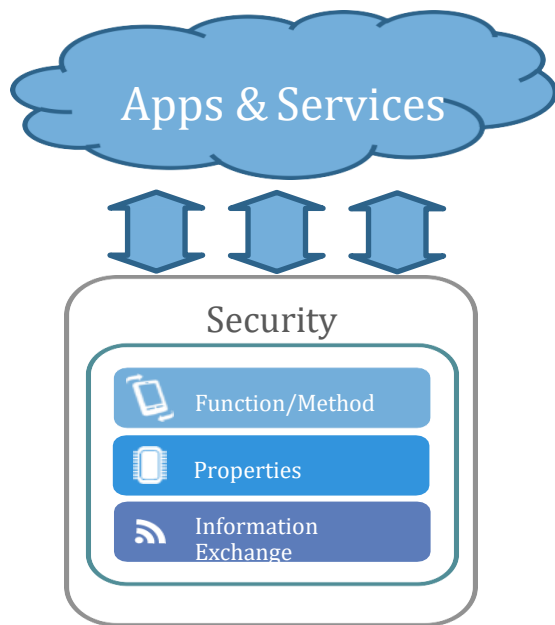 Apps & Services
Security
Function/Method
Properties
Information
Exchange